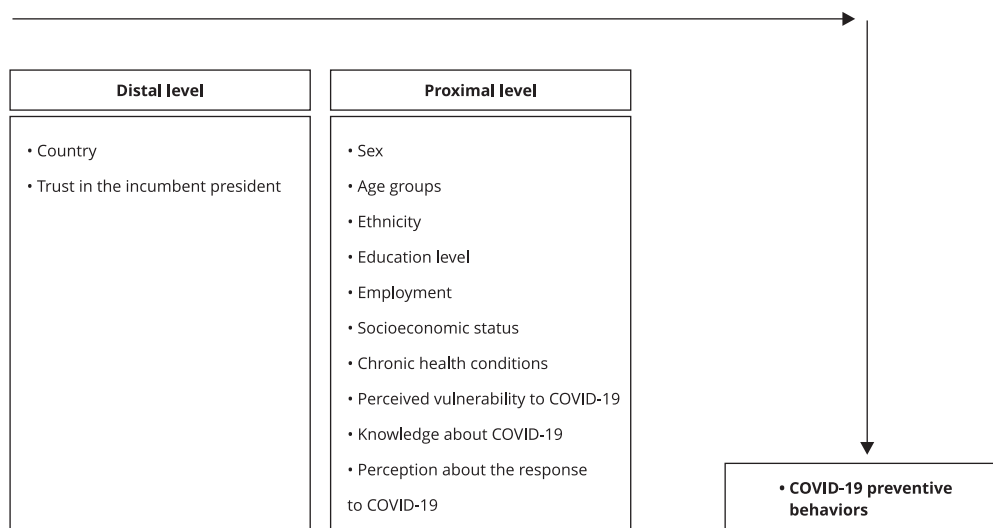 Distal level
• Country
• Trust in the incumbent president
Proximal level
• Sex
• Age groups
• Ethnicity
• Education level
• Employment
• Socioeconomic status
• Chronic health conditions
• Perceived vulnerability to COVID-19
• Knowledge about COVID-19
• Perception about the response
to COVID-19
• COVID-19 preventive
behaviors